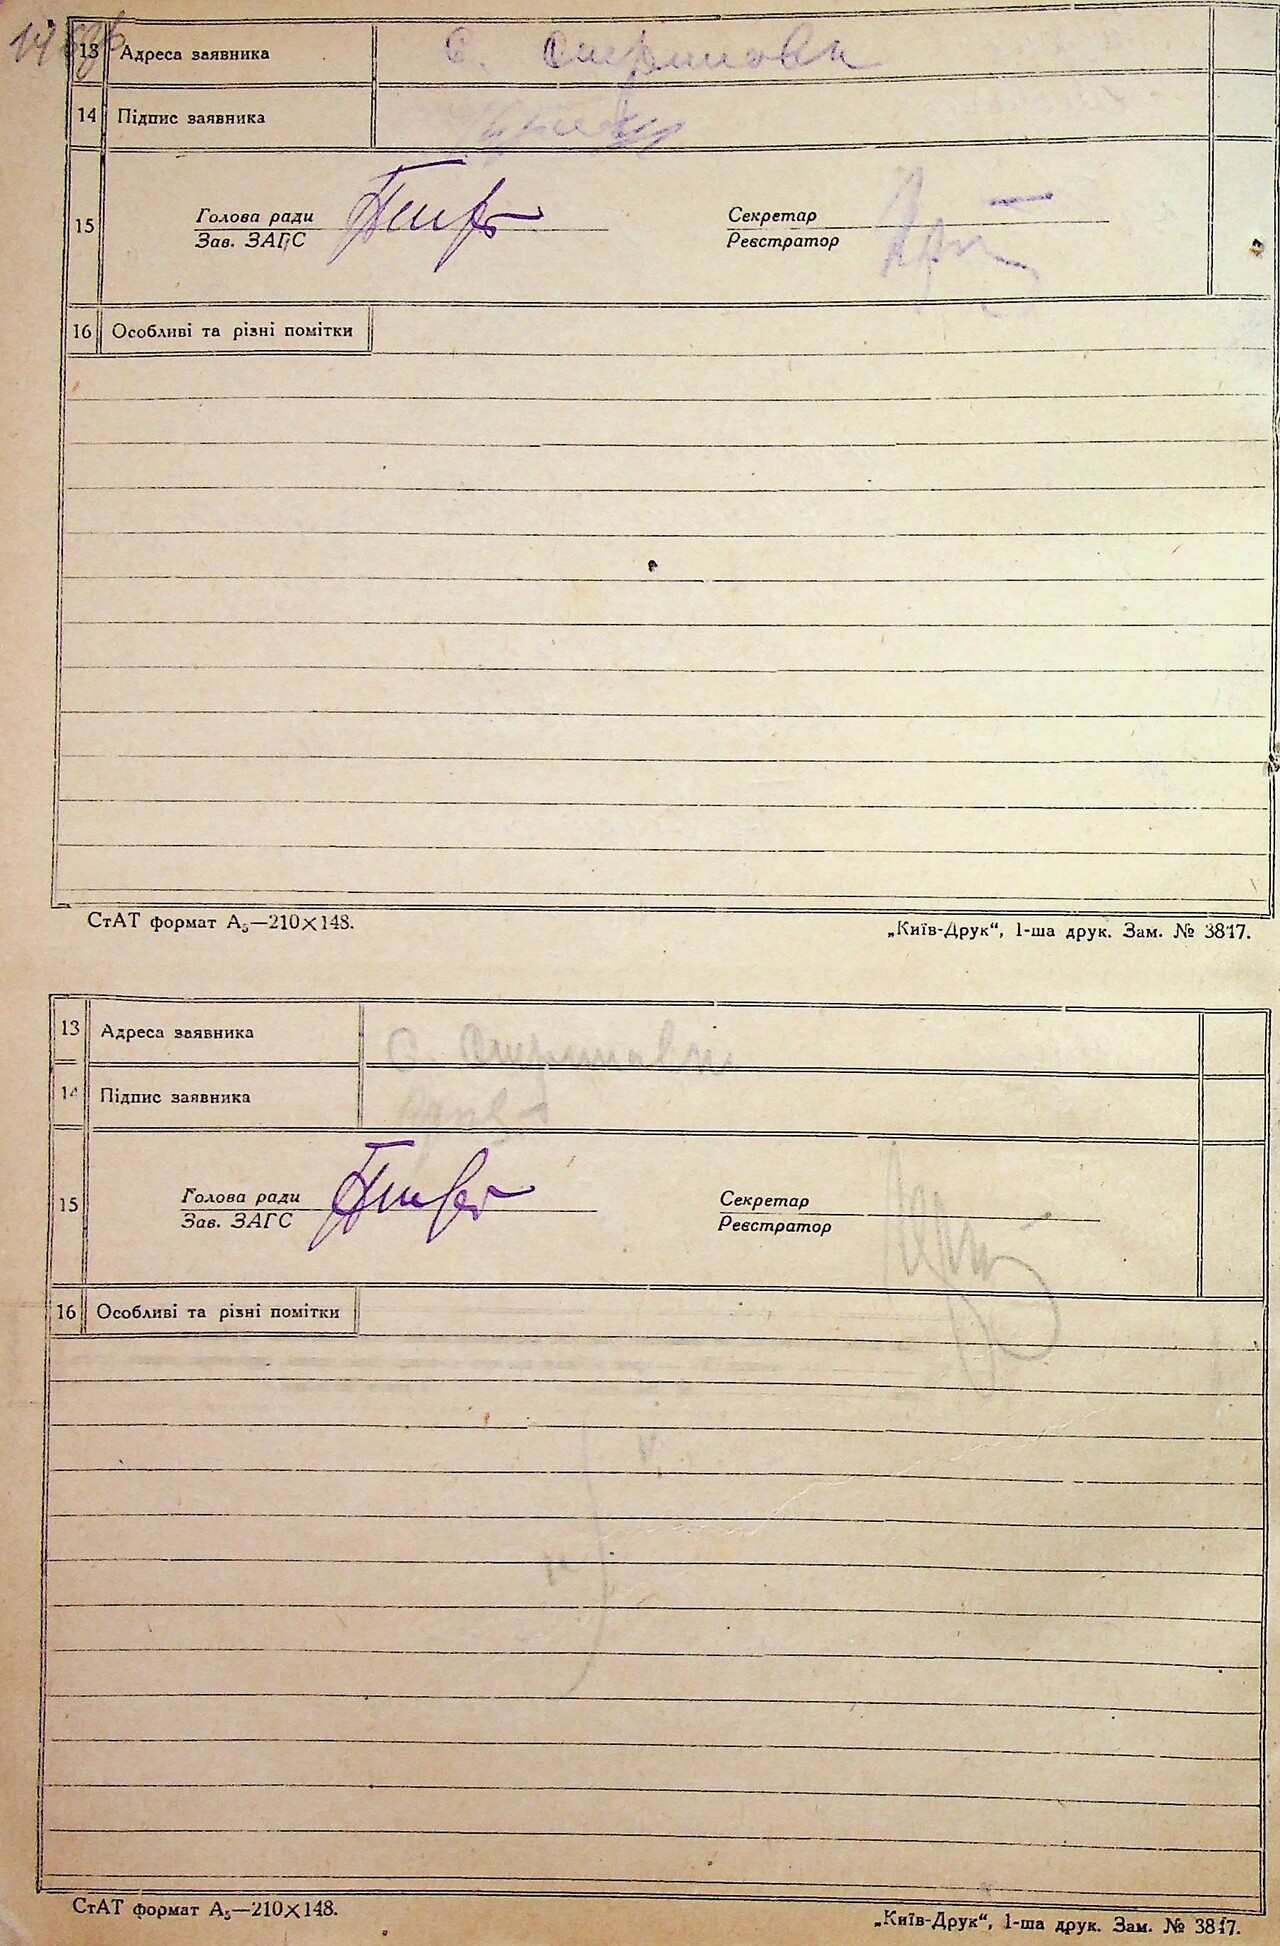 13 Адреса заявника
14 Підпис заявника
15 Голова ради Секретар
Зав. ЗАГС Реєстратор
16 Особливі та різні помітки
СтАТ формат А₅—210×148. „Київ-Друк“, 1-ша друк. Зам. № 3817.
13 Адреса заявника
14 Підпис заявника
15 Голова ради Секретар
Зав. ЗАГС Реєстратор
16 Особливі та різні помітки
СтАТ формат А₅—210×148. „Київ-Друк“, 1-ша друк. Зам. № 3817.